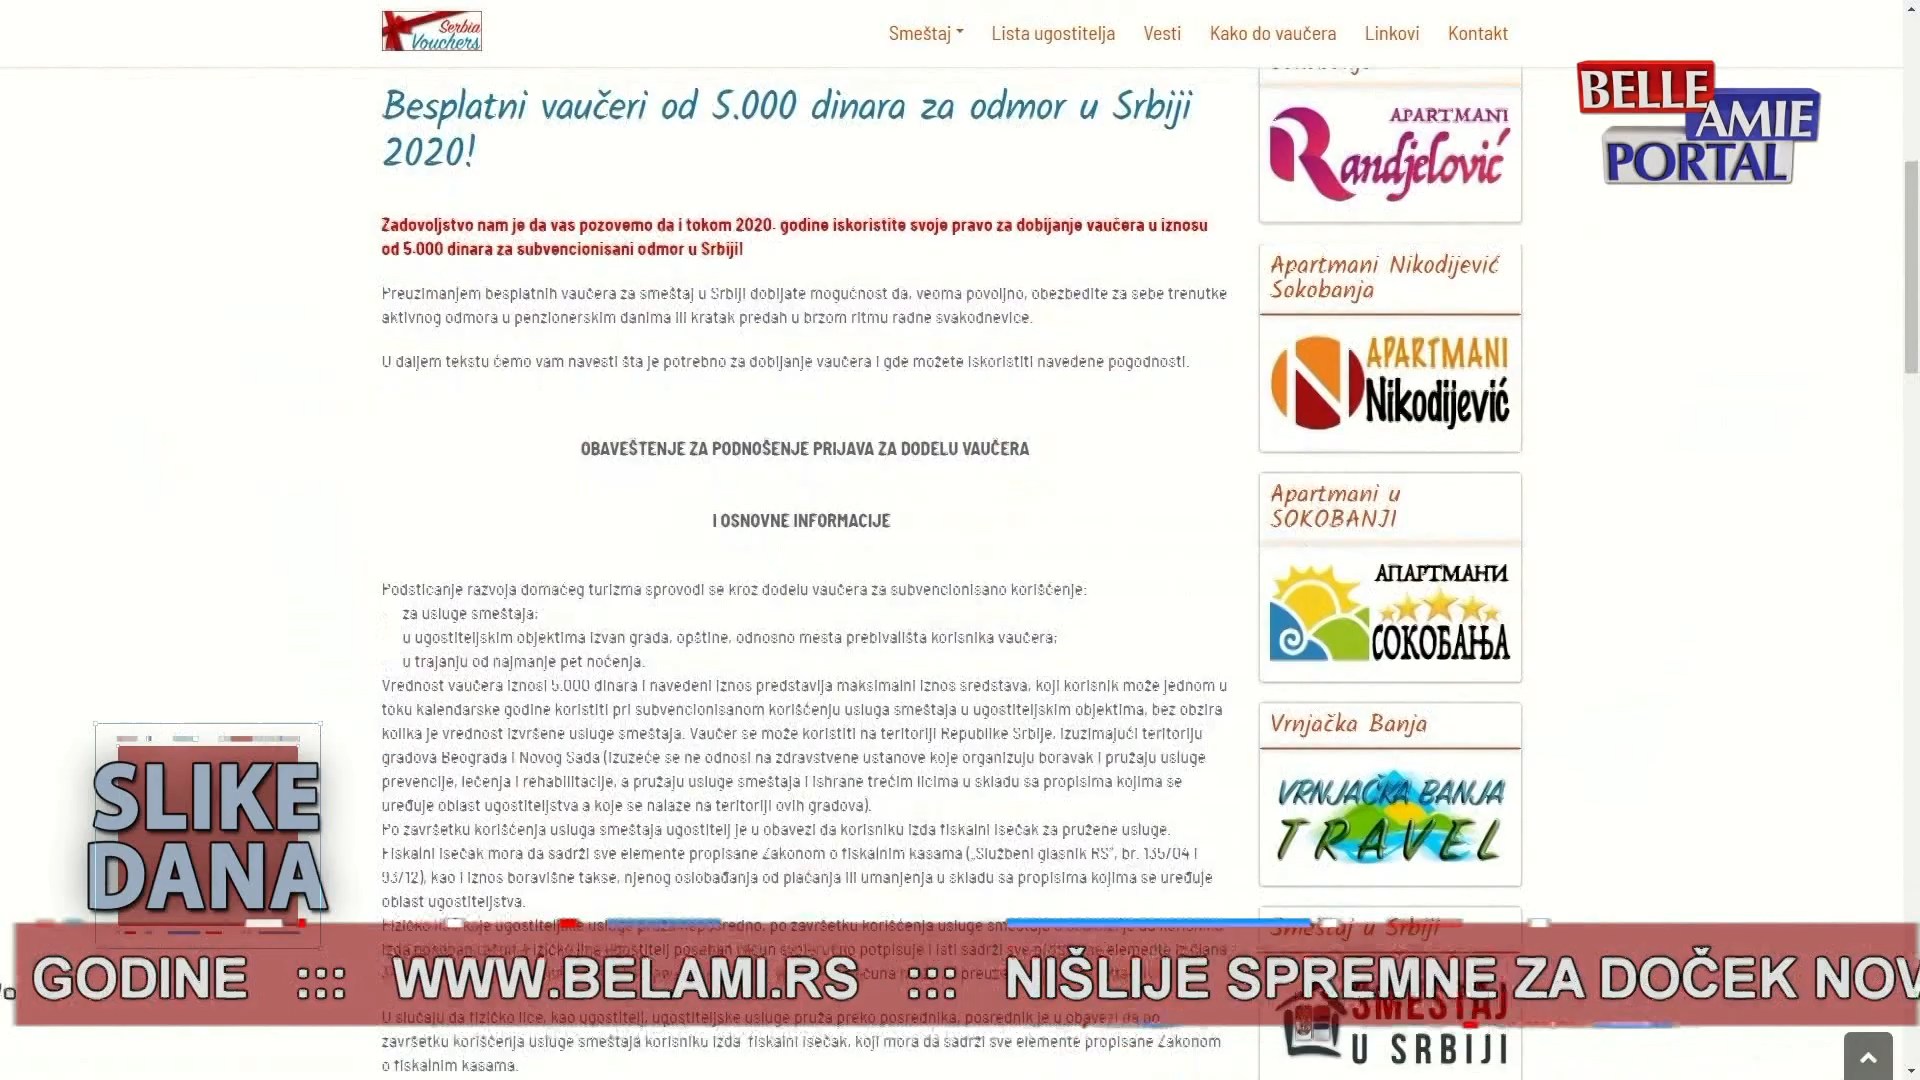 Serbia
Vouchers
Smeštaj
Lista ugostitelja
Vesti
Kako do vaučera
Linkovi
Kontakt
BELLE
AMIE
PORTAL
Besplatni vaučeri od 5.000 dinara za odmor u Srbiji
2020!
Zadovoljstvo nam je da vas pozovemo da i tokom 2020. godine iskoristite svoje pravo za dobijanje vaučera u iznosu
od 5.000 dinara za subvencionisani odmor u Srbiji!
Preuzimanjem besplatnih vaučera za smeštaj u Srbiji dobijate mogućnost da, veoma povoljno, obezbedite za sebe trenutke
aktivnog odmora u penzionerskim danima ili kratak predah u brzom ritmu radne svakodnevice.
U daljem tekstu ćemo vam navesti šta je potrebno za dobijanje vaučera i gde možete iskoristiti navedene pogodnosti.
OBAVEŠTENJE ZA PODNOŠENJE PRIJAVA ZA DODELU VAUČERA
I OSNOVNE INFORMACIJE
Podsticanje razvoja domaćeg turizma sprovodi se kroz dodelu vaučera za subvencionisano korišćenje:
za usluge smeštaja;
u ugostiteljskim objektima izvan grada, opštine, odnosno mesta prebivališta korisnika vaučera;
u trajanju od najmanje pet noćenja.
Vrednost vaučera iznosi 5.000 dinara i navedeni iznos predstavlja maksimalni iznos sredstava, koji korisnik može jednom u
toku kalendarske godine koristiti pri subvencionisanom korišćenju usluga smeštaja u ugostiteljskim objektima, bez obzira
kolika je vrednost izvršene usluge smeštaja. Vaučer se može koristiti na teritoriji Republike Srbije, izuzimajući teritoriju
gradova Beograda i Novog Sada (izuzeće se ne odnosi na zdravstvene ustanove koje organizuju boravak i pružaju usluge
prevencije, lečenja i rehabilitacije, a pružaju usluge smeštaja i ishrane trećim licima u skladu sa propisima kojima se
uređuje oblast ugostiteljstva a koje se nalaze na teritoriji ovih gradova).
Po završetku korišćenja usluga smeštaja ugostitelj je u obavezi da korisniku izda fiskalni isečak za pružene usluge.
Fiskalni isečak mora da sadrži sve elemente propisane Zakonom o fiskalnim kasama („Službeni glasnik RS“, br. 135/04 i
93/12), kao i iznos boravišne takse, njenog oslobađanja od plaćanja ili umanjenja u skladu sa propisima kojima se uređuje
oblast ugostiteljstva.
U slučaju da fizičko lice, kao ugostitelj, ugostiteljske usluge pruža preko posrednika, posrednik je u obavezi da po
završetku korišćenja usluge smeštaja korisniku izda fiskalni isečak, koji mora da sadrži sve elemente propisane Zakonom
o fiskalnim kasama.
APARTMANI
Randjelović
Apartmani Nikodijević
Sokobanja
APARTMANI
Nikodijević
Apartmani u
SOKOBANJI
АПАРТМАНИ
СОКОБАЊА
Vrnjačka Banja
VRNJAČKA BANJA
TRAVEL
Smeštaj u Srbiji
SMEŠTAJ
U SRBIJI
SLIKE
DANA
GODINE ::: WWW.BELAMI.RS ::: NIŠLIJE SPREMNE ZA DOČEK NOV